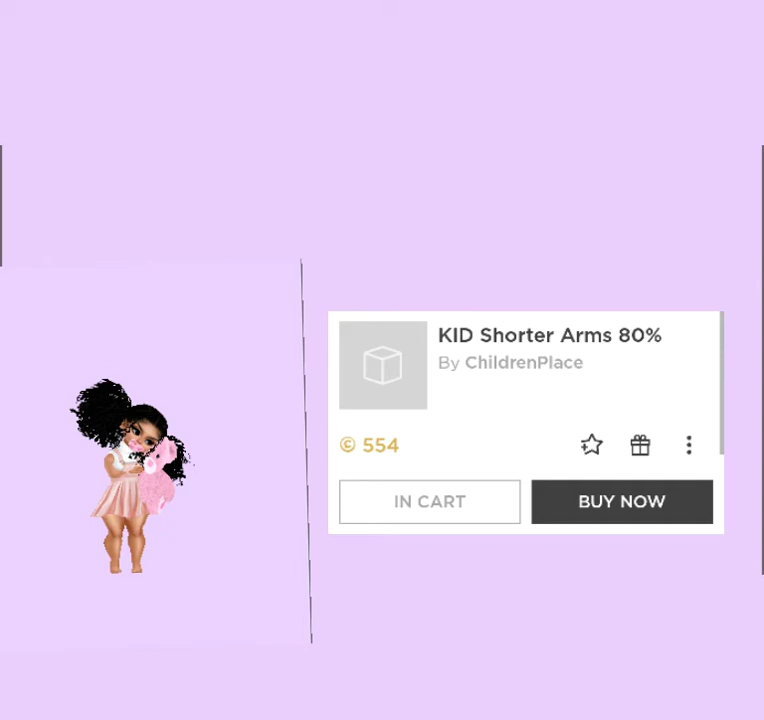 KID Shorter Arms 80%
By ChildrenPlace
© 554
IN CART
BUY NOW